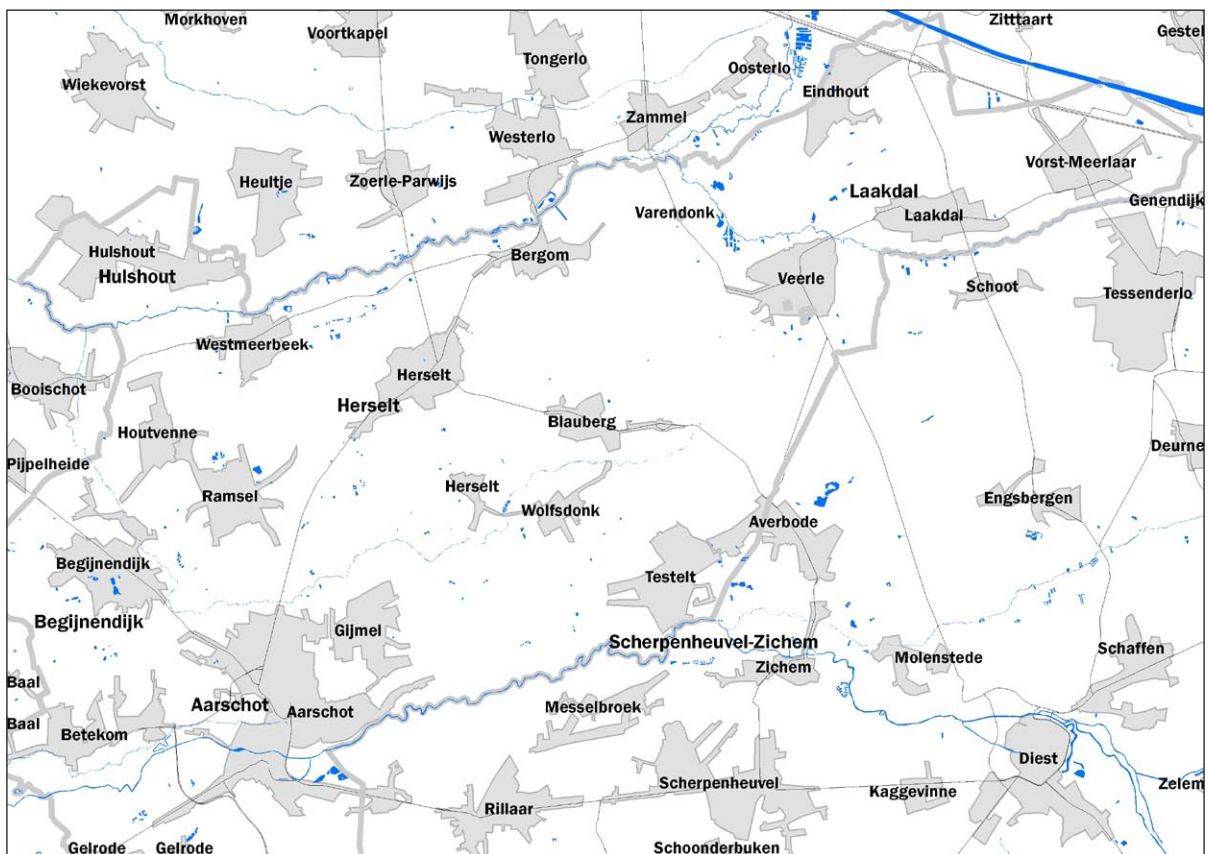 Morkhoven
Voortkapel
Zitttaart
Gestel
Tongerlo
Oosterlo
Wiekevorst
Eindhout
Zammel
Westerlo
Vorst-Meerlaar
Heultje
Zoerle-Parwijs
Laakdal
Genendijk
Varendonk
Laakdal
Hulshout
Bergom
Hulshout
Veerle
Schoot
Tessenderlo
Westmeerbeek
Herselt
Booischot
Herselt
Blauberg
Houtvenne
Deurne
Pijpelheide
Herselt
Ramsel
Engsbergen
Wolfsdonk
Averbode
Begijnendijk
Testelt
Begijnendijk
Gijmel
Scherpenheuvel-Zichem
Schaffen
Molenstede
Zichem
Baal
Aarschot
Messelbroek
Aarschot
Baal
Betekom
Diest
Scherpenheuvel
Zelem
Kaggevinne
Rillaar
Gelrode
Gelrode
Schoonderbuken